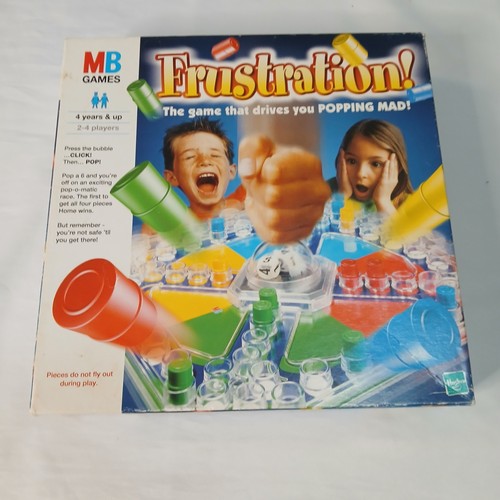 MB
GAMES
4 years & up
2-4 players
Press the bubble
...CLICK!
Then... POP!
Pop a 6 and you're
off on an exciting
pop-o-matic
race. The first to
get all four pieces
Home wins.
But remember -
you're not safe 'til
you get there!
Pieces do not fly out
during play.
Frustration!
The game that drives you POPPING MAD!
Hasbro